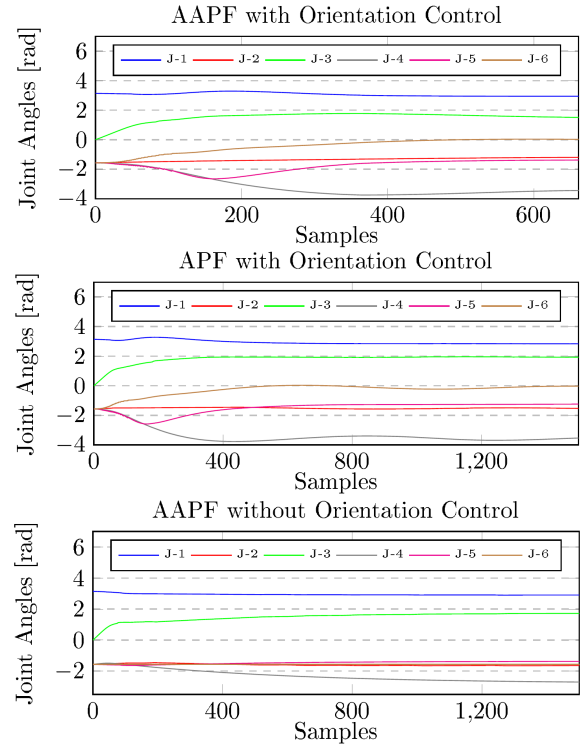 AAPF with Orientation Control
Joint Angles [rad]
J-1 J-2 J-3 J-4 J-5 J-6
6
4
2
0
−2
−4
0 200 400 600
Samples
APF with Orientation Control
Joint Angles [rad]
J-1 J-2 J-3 J-4 J-5 J-6
6
4
2
0
−2
−4
0 400 800 1,200
Samples
AAPF without Orientation Control
Joint Angles [rad]
J-1 J-2 J-3 J-4 J-5 J-6
6
4
2
0
−2
0 400 800 1,200
Samples